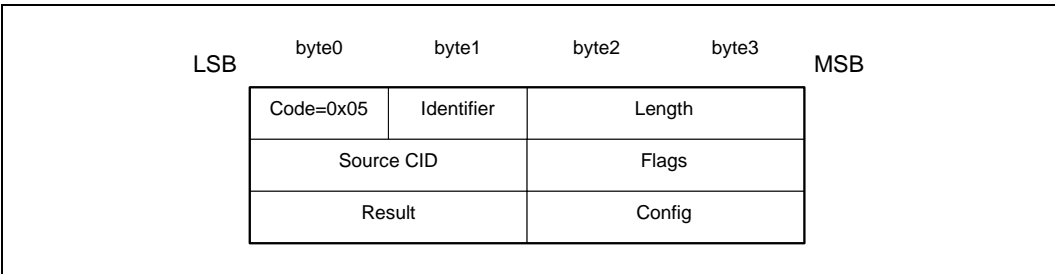 byte0 byte1 byte2 byte3
LSB MSB
Code=0x05 Identifier Length
Source CID Flags
Result Config